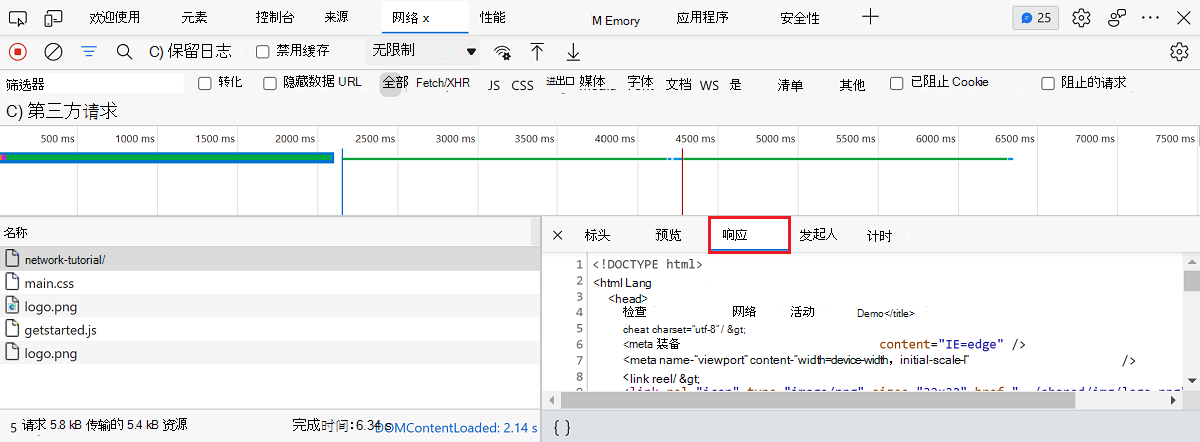 欢迎使用 元素 控制台 来源 网络 x 性能 M Emory 应用程序 安全性 25
C) 保留日志 禁用缓存 无限制
筛选器 转化 隐藏数据 URL 全部 Fetch/XHR JS CSS 进出口 媒体 字体 文档 WS 是 清单 其他 已阻止 Cookie 阻止的请求
C) 第三方请求
500 ms 1000 ms 1500 ms 2000 ms 2500 ms 3000 ms 3500 ms 4000 ms 4500 ms 5000 ms 5500 ms 6000 ms 6500 ms 7000 ms 7500 ms
名称
network-tutorial/
main.css
logo.png
getstarted.js
logo.png
5 请求 5.8 kB 传输的 5.4 kB 资源 完成时间:6.34 s DOMContentLoaded: 2.14 s
标头 预览 响应 发起人 计时
1 <!DOCTYPE html>
2 <html Lang
3 <head>
4 检查 网络 活动 Demo</title>
5 cheat charset="utf-8" / &gt;
6 <meta 装备 content="IE=edge" />
7 <meta name-"viewport" content-"width=device-width, initial-scale-l" />
8 <link reel/ &gt;
{ }